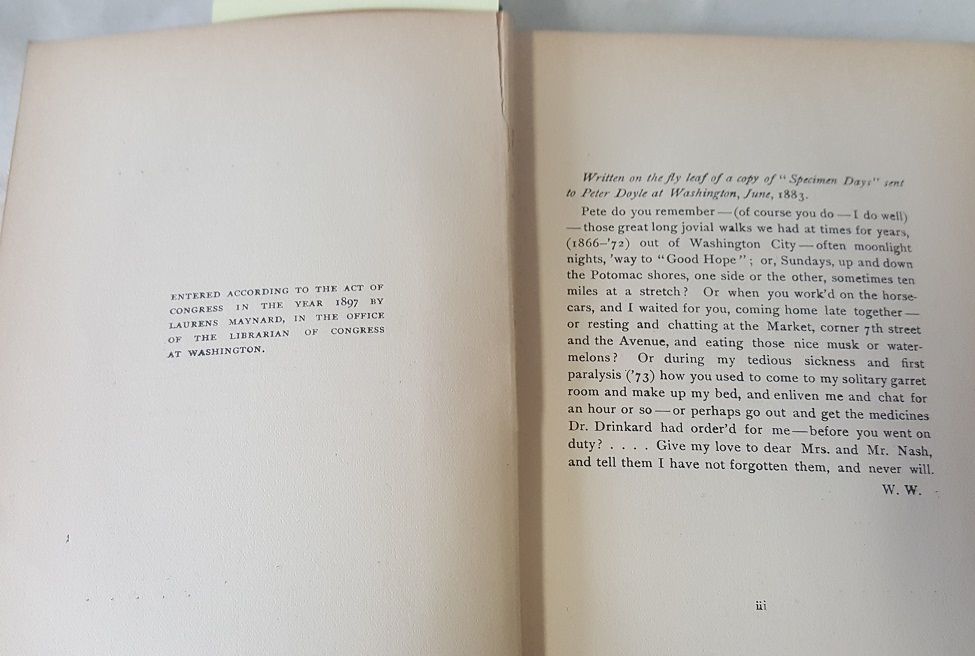 ENTERED ACCORDING TO THE ACT OF
CONGRESS IN THE YEAR 1897 BY
LAURENS MAYNARD, IN THE OFFICE
OF THE LIBRARIAN OF CONGRESS
AT WASHINGTON.
Written on the fly leaf of a copy of "Specimen Days" sent
to Peter Doyle at Washington, June, 1883.
Pete do you remember — (of course you do — I do well)
— those great long jovial walks we had at times for years,
(1866–'72) out of Washington City — often moonlight
nights, 'way to "Good Hope"; or, Sundays, up and down
the Potomac shores, one side or the other, sometimes ten
miles at a stretch? Or when you work'd on the horse-
cars, and I waited for you, coming home late together —
or resting and chatting at the Market, corner 7th street
and the Avenue, and eating those nice musk or water-
melons? Or during my tedious sickness and first
paralysis ('73) how you used to come to my solitary garret
room and make up my bed, and enliven me and chat for
an hour or so — or perhaps go out and get the medicines
Dr. Drinkard had order'd for me — before you went on
duty? . . . . Give my love to dear Mrs. and Mr. Nash,
and tell them I have not forgotten them, and never will.
W. W.
iii